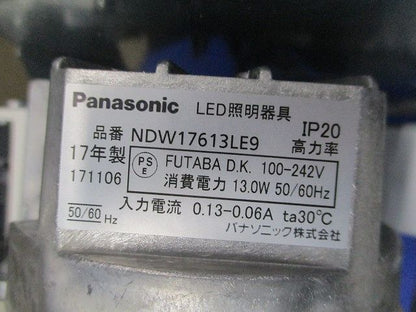 Panasonic LED照明器具
品番 NDW17613LE9 IP20
高力率
17年製 PS E FUTABA D.K. 100-242V
171106 消費電力 13.0W 50/60Hz
50/60 Hz 入力電流 0.13-0.06A ta30℃
パナソニック株式会社